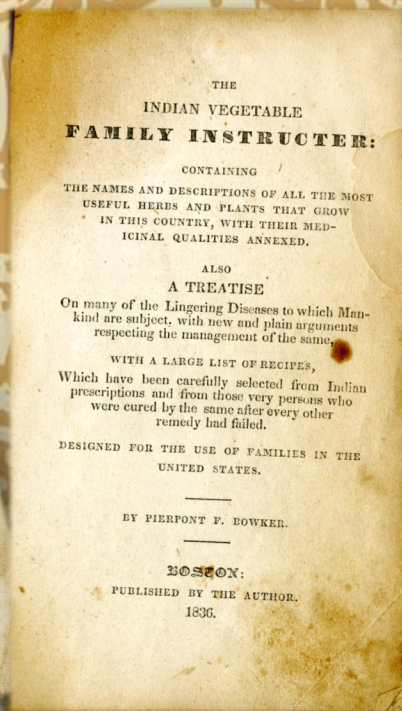 THE
INDIAN VEGETABLE
FAMILY INSTRUCTER:
CONTAINING
THE NAMES AND DESCRIPTIONS OF ALL THE MOST
USEFUL HERBS AND PLANTS THAT GROW
IN THIS COUNTRY, WITH THEIR MED-
ICINAL QUALITIES ANNEXED.
ALSO
A TREATISE
On many of the Lingering Diseases to which Man-
kind are subject, with new and plain arguments
respecting the management of the same,
WITH A LARGE LIST OF RECIPES,
Which have been carefully selected from Indian
prescriptions and from those very persons who
were cured by the same after every other
remedy had failed.
DESIGNED FOR THE USE OF FAMILIES IN THE
UNITED STATES.
BY PIERPONT F. BOWKER.
BOSTON:
PUBLISHED BY THE AUTHOR.
1836.